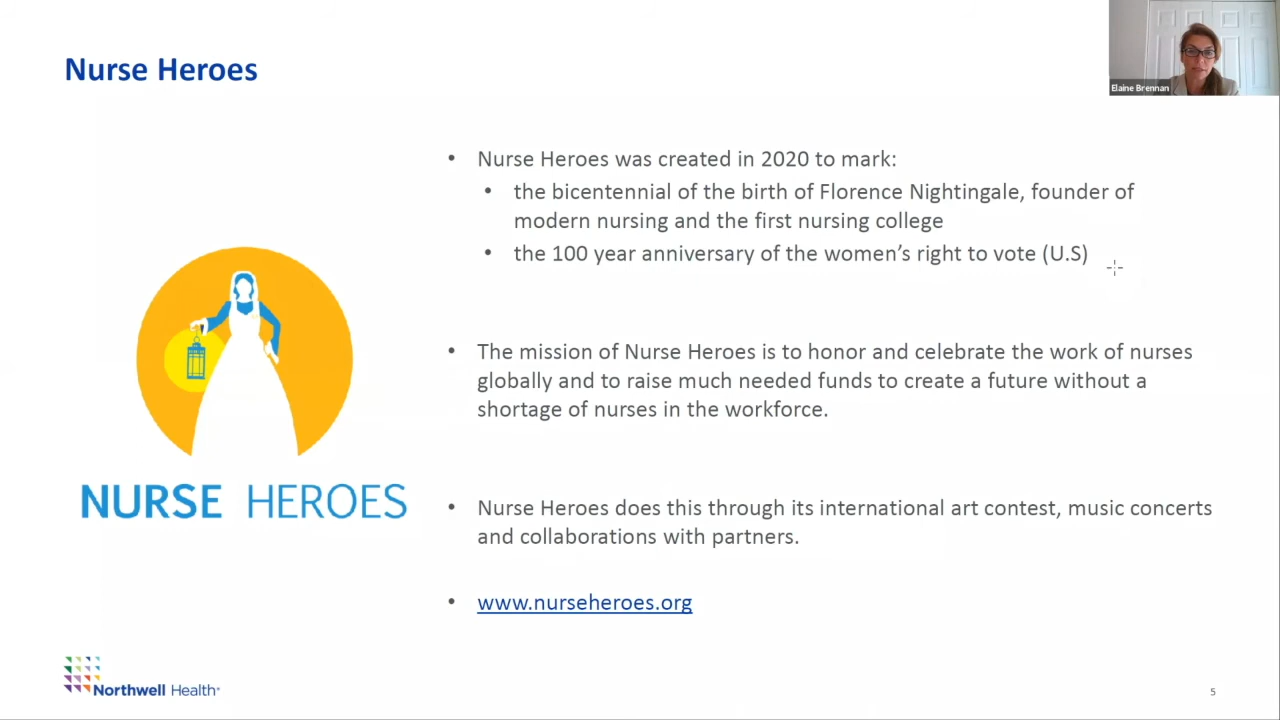 Nurse Heroes
Elaine Brennan
• Nurse Heroes was created in 2020 to mark:
• the bicentennial of the birth of Florence Nightingale, founder of
modern nursing and the first nursing college
• the 100 year anniversary of the women's right to vote (U.S)
• The mission of Nurse Heroes is to honor and celebrate the work of nurses
globally and to raise much needed funds to create a future without a
shortage of nurses in the workforce.
NURSE HEROES
• Nurse Heroes does this through its international art contest, music concerts
and collaborations with partners.
• www.nurseheroes.org
Northwell Health
5